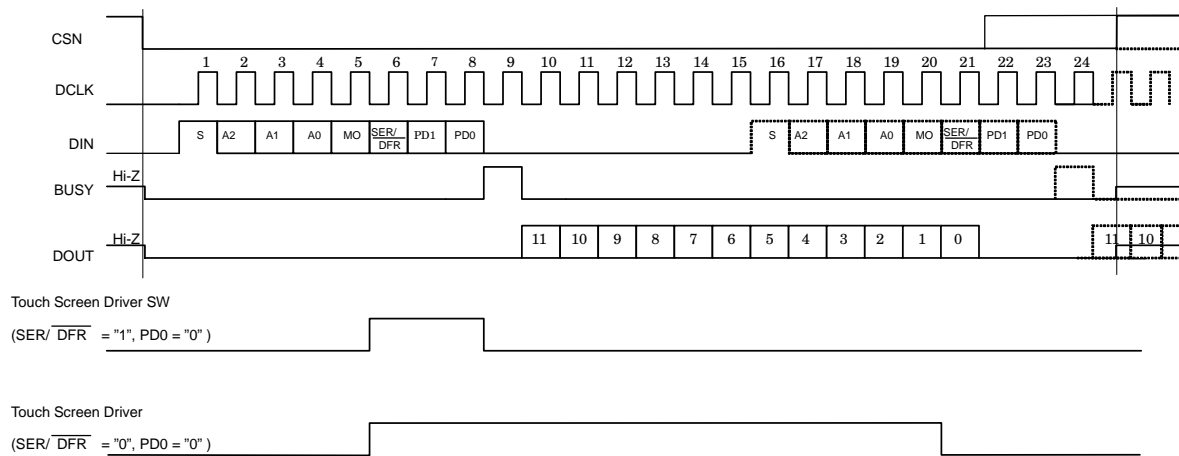 CSN
1 2 3 4 5 6 7 8 9 10 11 12 13 14 15 16 17 18 19 20 21 22 23 24
DCLK
DIN S A2 A1 A0 MO SER/DFR PD1 PD0 S A2 A1 A0 MO SER/DFR PD1 PD0
Hi-Z
BUSY
Hi-Z 11 10 9 8 7 6 5 4 3 2 1 0 11 10
DOUT
Touch Screen Driver SW
(SER/ DFR = "1", PD0 = "0" )
Touch Screen Driver
(SER/ DFR = "0", PD0 = "0" )